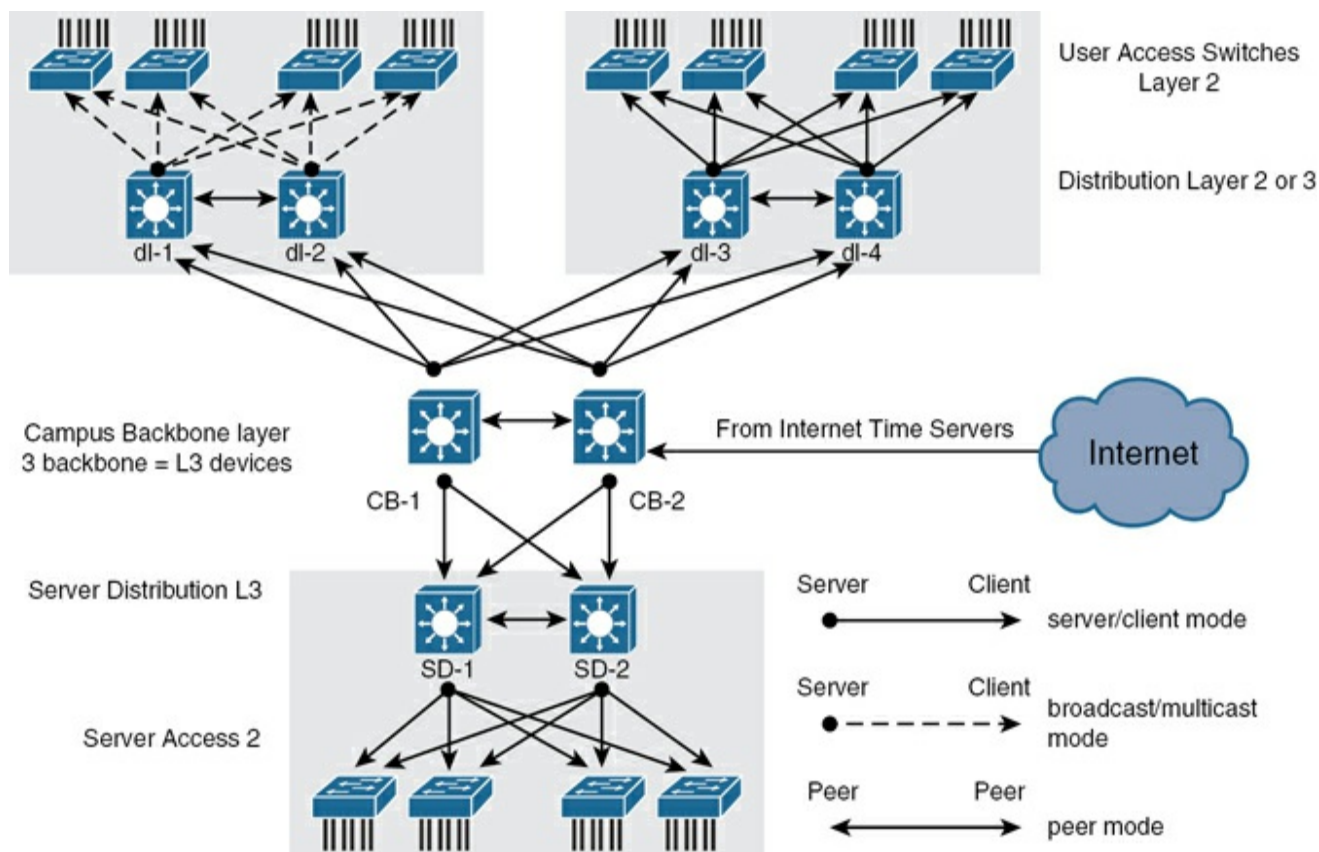 User Access Switches
Layer 2
Distribution Layer 2 or 3
dl-1
dl-2
dl-3
dl-4
Campus Backbone layer
3 backbone = L3 devices
From Internet Time Servers
Internet
CB-1
CB-2
Server Distribution L3
SD-1
SD-2
Server Access 2
Server Client
server/client mode
Server Client
broadcast/multicast
mode
Peer Peer
peer mode